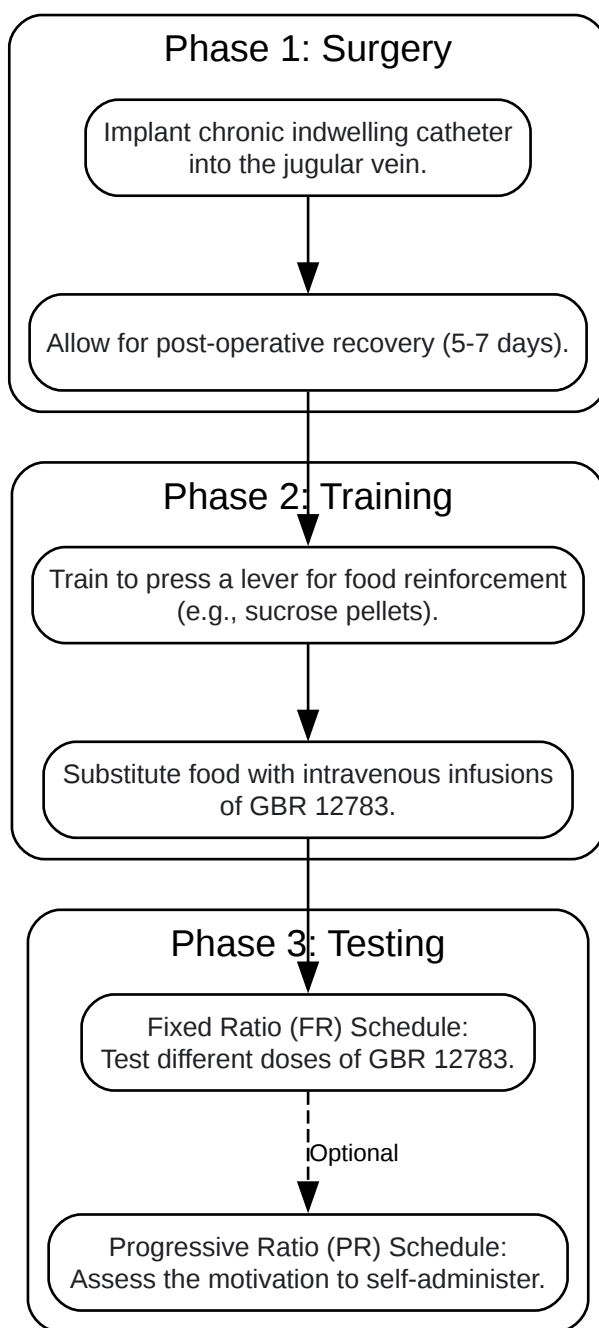 Phase 1: Surgery
Implant chronic indwelling catheter
into the jugular vein.
Allow for post-operative recovery (5-7 days).
Phase 2: Training
Train to press a lever for food reinforcement
(e.g., sucrose pellets).
Substitute food with intravenous infusions
of GBR 12783.
Phase 3: Testing
Fixed Ratio (FR) Schedule:
Test different doses of GBR 12783.
Optional
Progressive Ratio (PR) Schedule:
Assess the motivation to self-administer.